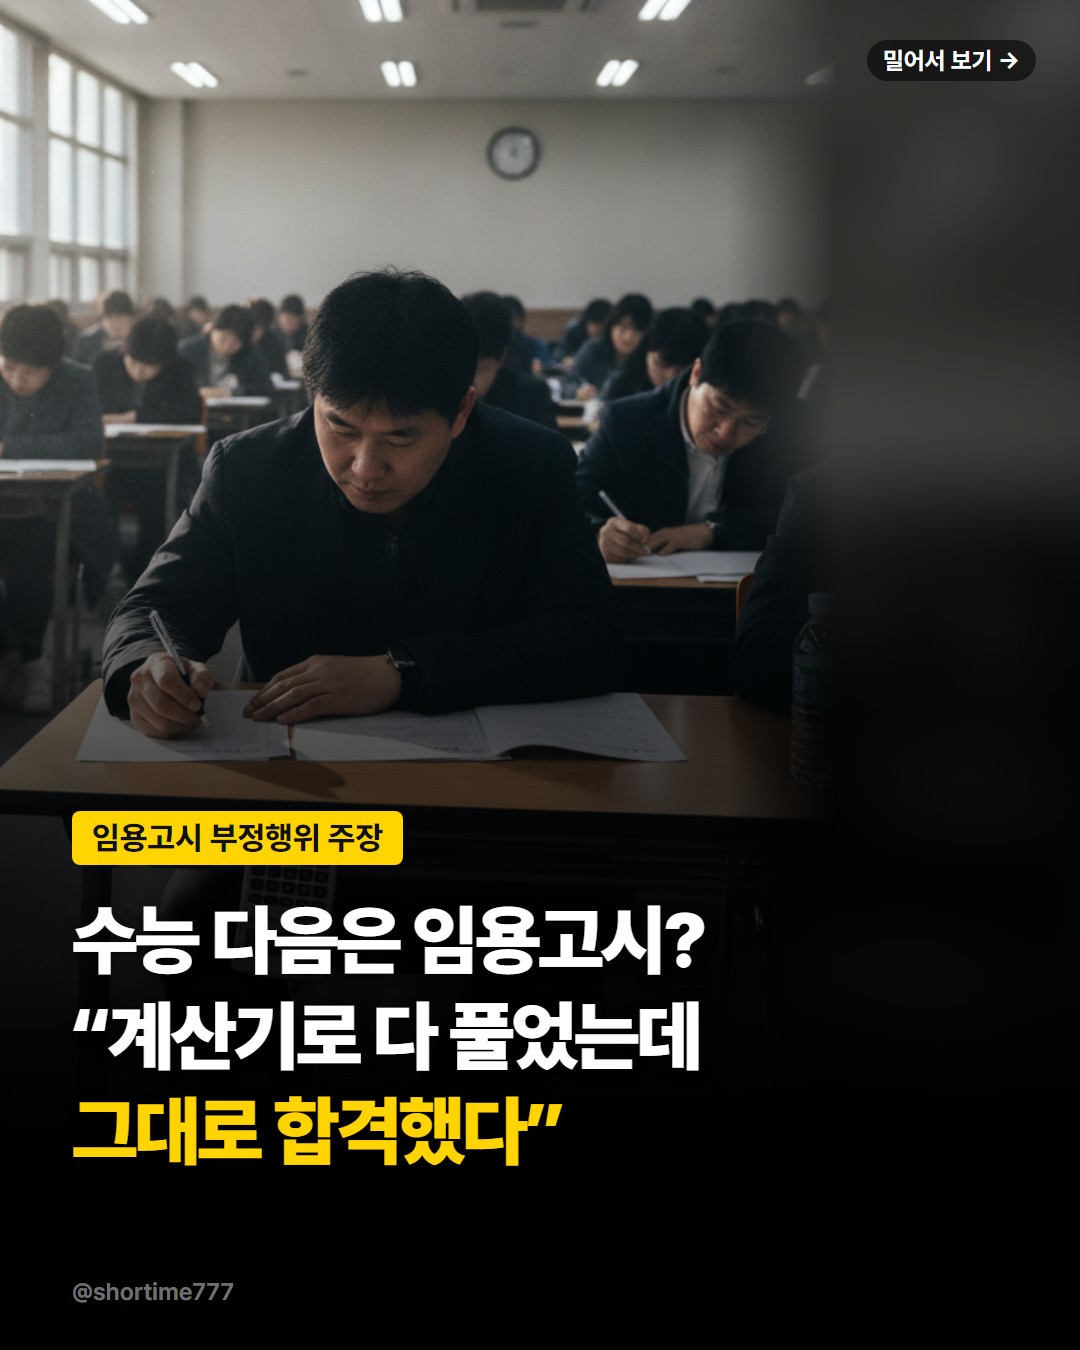 밀어서 보기 →
임용고시 부정행위 주장
수능 다음은 임용고시?
“계산기로 다 풀었는데
그대로 합격했다”
@shortime777